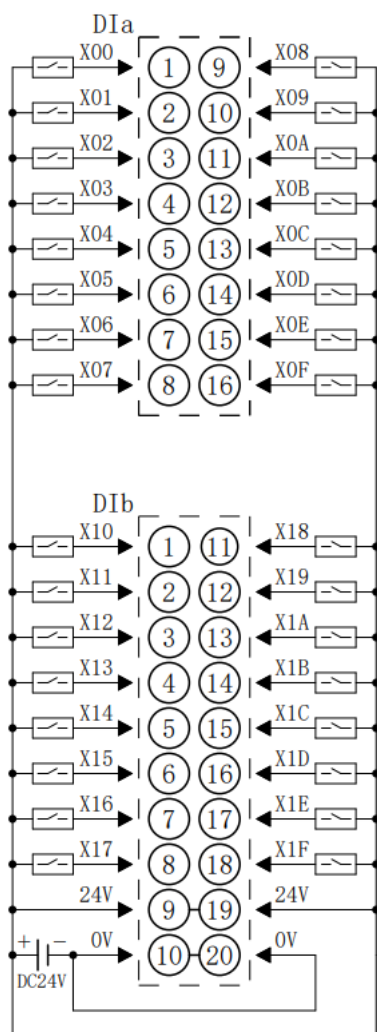 DIa
X00 1 9 X08
X01 2 10 X09
X02 3 11 X0A
X03 4 12 X0B
X04 5 13 X0C
X05 6 14 X0D
X06 7 15 X0E
X07 8 16 X0F
DIb
X10 1 11 X18
X11 2 12 X19
X12 3 13 X1A
X13 4 14 X1B
X14 5 15 X1C
X15 6 16 X1D
X16 7 17 X1E
X17 8 18 X1F
24V 9 19 24V
+ − 0V 10 20 0V
DC24V